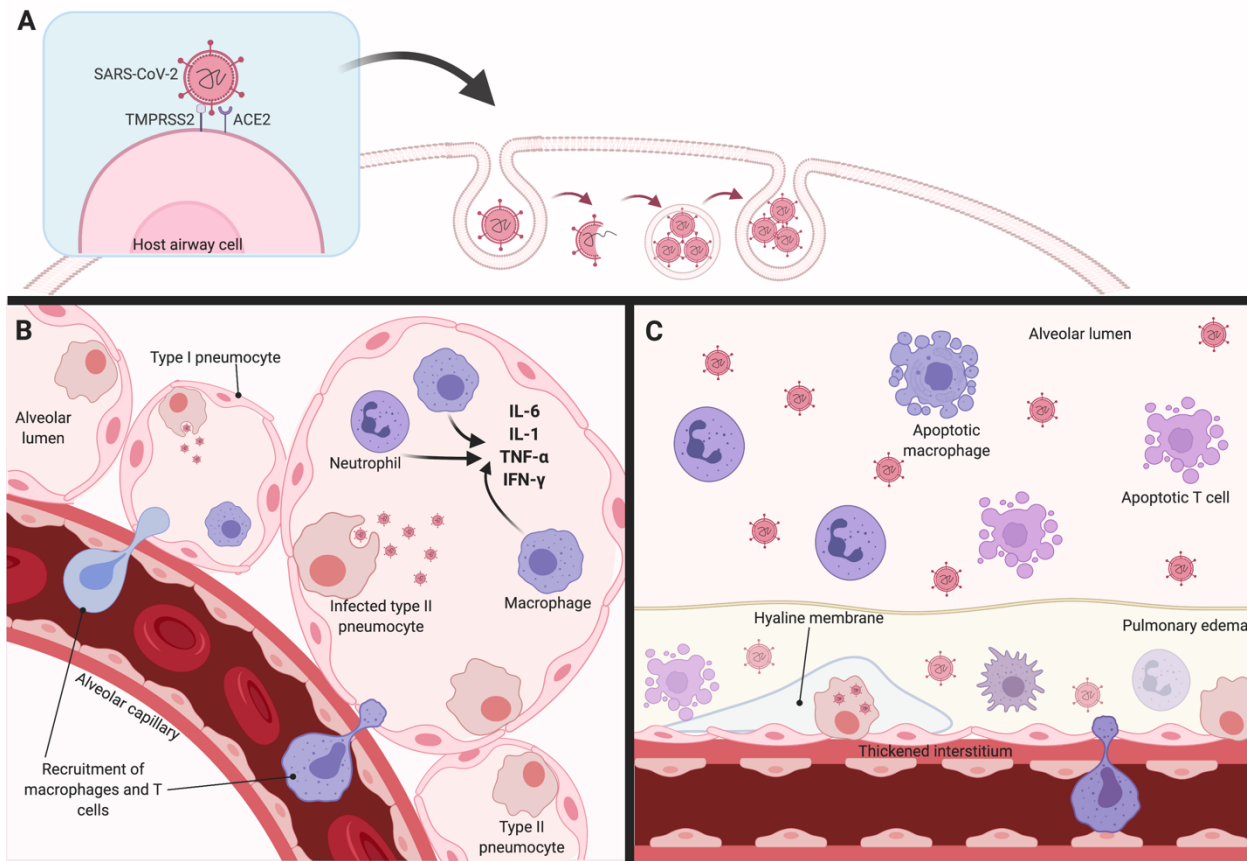 A
SARS-CoV-2
TMPRSS2
ACE2
Host airway cell
B
Type I pneumocyte
Alveolar
lumen
Neutrophil
IL-6
IL-1
TNF-α
IFN-γ
Infected type II
pneumocyte
Macrophage
Alveolar capillary
Recruitment of
macrophages and T
cells
Type II
pneumocyte
C
Alveolar lumen
Apoptotic
macrophage
Apoptotic T cell
Hyaline membrane
Pulmonary edema
Thickened interstitium